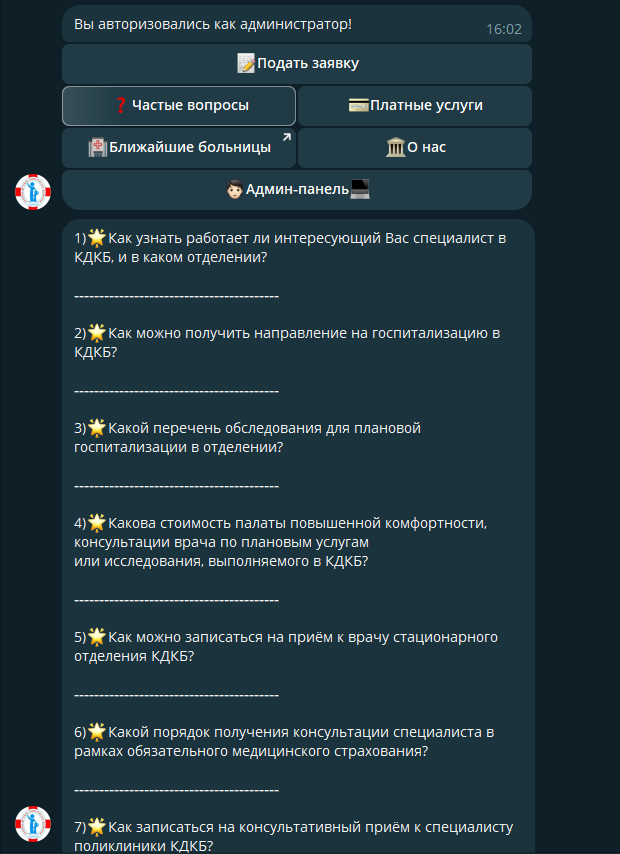 Вы авторизовались как администратор!
16:02
📝Подать заявку
❓Частые вопросы
💳Платные услуги
🏥Ближайшие больницы
🏛О нас
👨🏻Админ-панель💻
1)🌟Как узнать работает ли интересующий Вас специалист в
КДКБ, и в каком отделении?
-----------------------------------------
2)🌟Как можно получить направление на госпитализацию в
КДКБ?
-----------------------------------------
3)🌟Какой перечень обследования для плановой
госпитализации в отделении?
-----------------------------------------
4)🌟Какова стоимость палаты повышенной комфортности,
консультации врача по плановым услугам
или исследования, выполняемого в КДКБ?
-----------------------------------------
5)🌟Как можно записаться на приём к врачу стационарного
отделения КДКБ?
-----------------------------------------
6)🌟Какой порядок получения консультации специалиста в
рамках обязательного медицинского страхования?
-----------------------------------------
7)🌟Как записаться на консультативный приём к специалисту
поликлиники КДКБ?